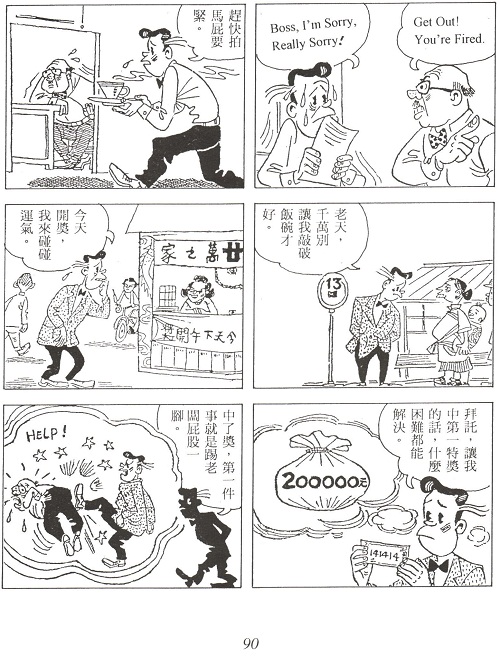 Get Out!
You're Fired.
Boss, I'm Sorry,
Really Sorry!
趕快拍
馬屁要
緊。
老天，
千萬別
讓我敲破
飯碗才
好。
13
今天
開獎，
我來碰碰
運氣。
廿萬之家
今天下午開獎
拜託，讓我
中第一特獎
的話，什麼
困難都能
解決。
200000元
141414
中了獎，第一件
事就是踢老
闆屁股一
腳。
HELP!
90